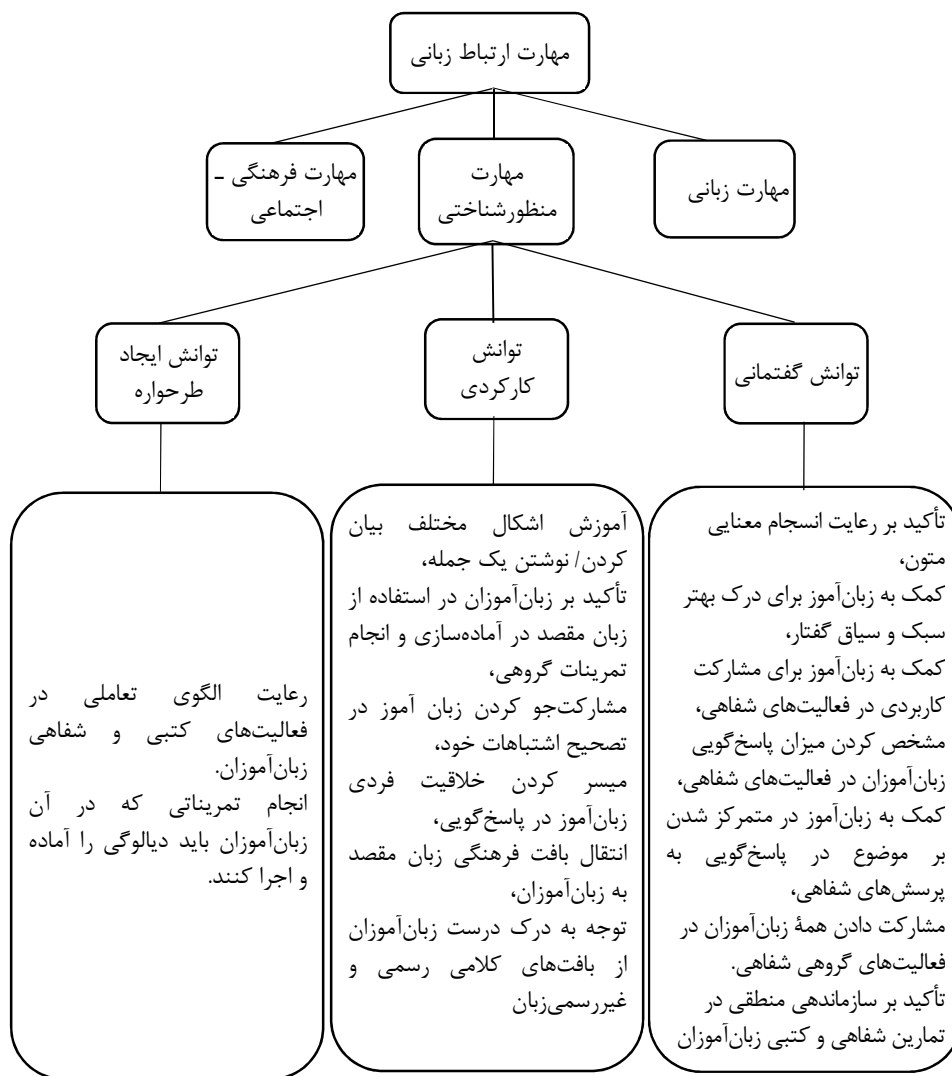 مهارت ارتباط زبانی
مهارت زبانی
مهارت
منظورشناختی
مهارت فرهنگی –
اجتماعی
توانش گفتمانی
توانش
کارکردی
توانش ایجاد
طرحواره
تأکید بر رعایت انسجام معنایی
متون،
کمک به زبان‌آموز برای درک بهتر
سبک و سیاق گفتار،
کمک به زبان‌آموز برای مشارکت
کاربردی در فعالیت‌های شفاهی،
مشخص کردن میزان پاسخ‌گویی
زبان‌آموزان در فعالیت‌های شفاهی،
کمک به زبان‌آموز در متمرکز شدن
بر موضوع در پاسخ‌گویی به
پرسش‌های شفاهی،
مشارکت دادن همۀ زبان‌آموزان در
فعالیت‌های گروهی شفاهی.
تأکید بر سازماندهی منطقی در
تمارین شفاهی و کتبی زبان‌آموزان
آموزش اشکال مختلف بیان
کردن/ نوشتن یک جمله،
تأکید بر زبان‌آموزان در استفاده از
زبان مقصد در آماده‌سازی و انجام
تمرینات گروهی،
مشارکت‌جو کردن زبان آموز در
تصحیح اشتباهات خود،
میسر کردن خلاقیت فردی
زبان‌آموز در پاسخ‌گویی،
انتقال بافت فرهنگی زبان مقصد
به زبان‌آموزان،
توجه به درک درست زبان‌آموزان
از بافت‌های کلامی رسمی و
غیررسمی‌زبان
رعایت الگوی تعاملی در
فعالیت‌های کتبی و شفاهی
زبان‌آموزان.
انجام تمریناتی که در آن
زبان‌آموزان باید دیالوگی را آماده
و اجرا کنند.